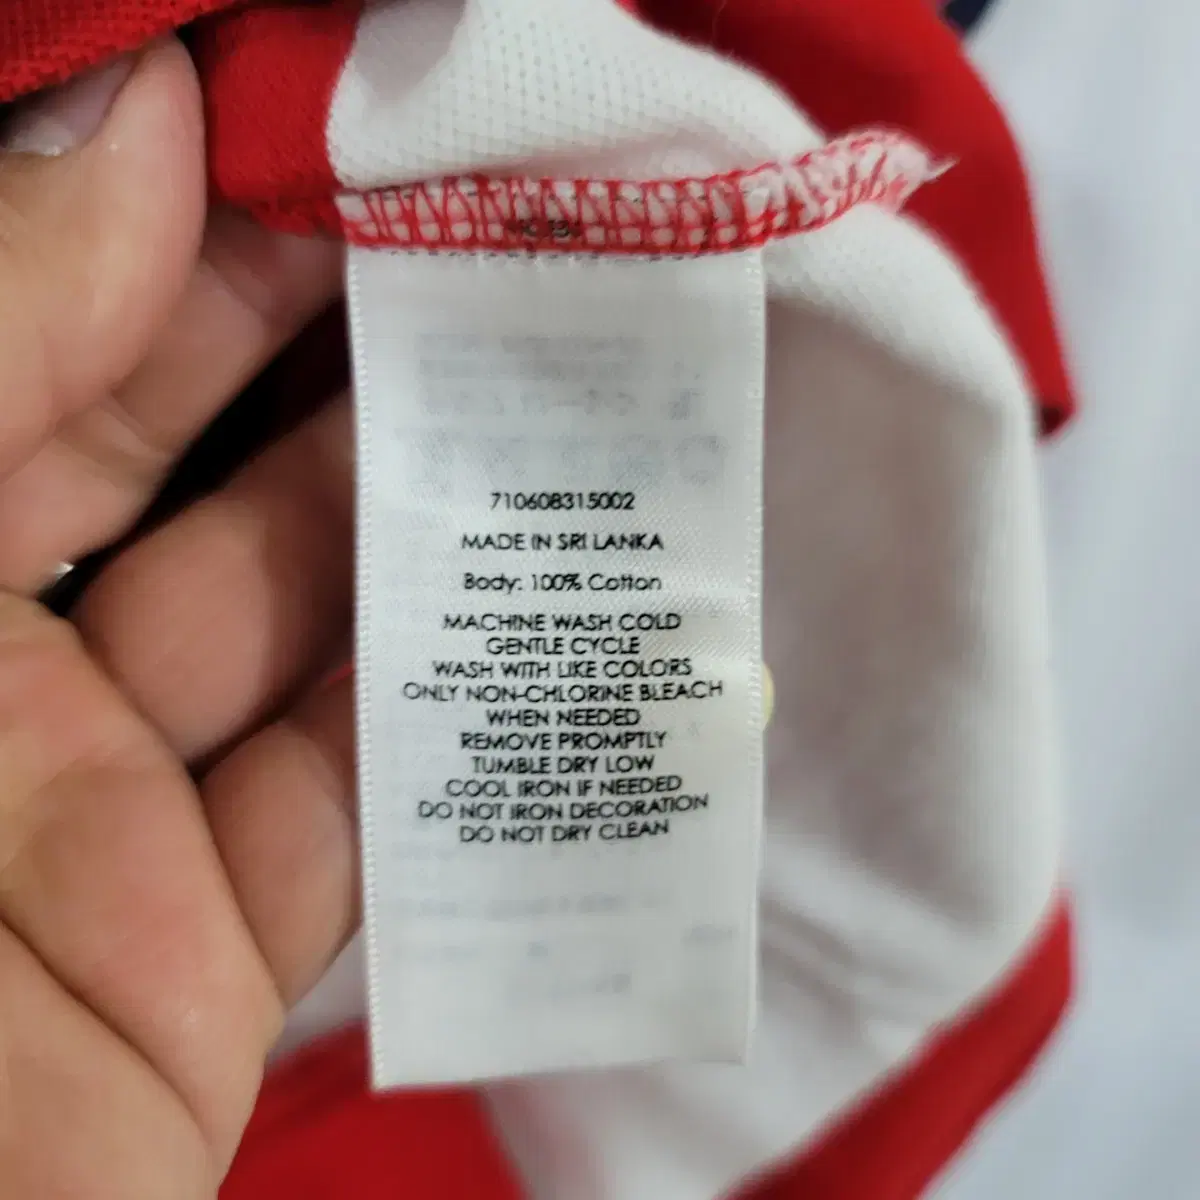 710608315002
MADE IN SRI LANKA
Body: 100% Cotton
MACHINE WASH COLD
GENTLE CYCLE
WASH WITH LIKE COLORS
ONLY NON-CHLORINE BLEACH
WHEN NEEDED
REMOVE PROMPTLY
TUMBLE DRY LOW
COOL IRON IF NEEDED
DO NOT IRON DECORATION
DO NOT DRY CLEAN